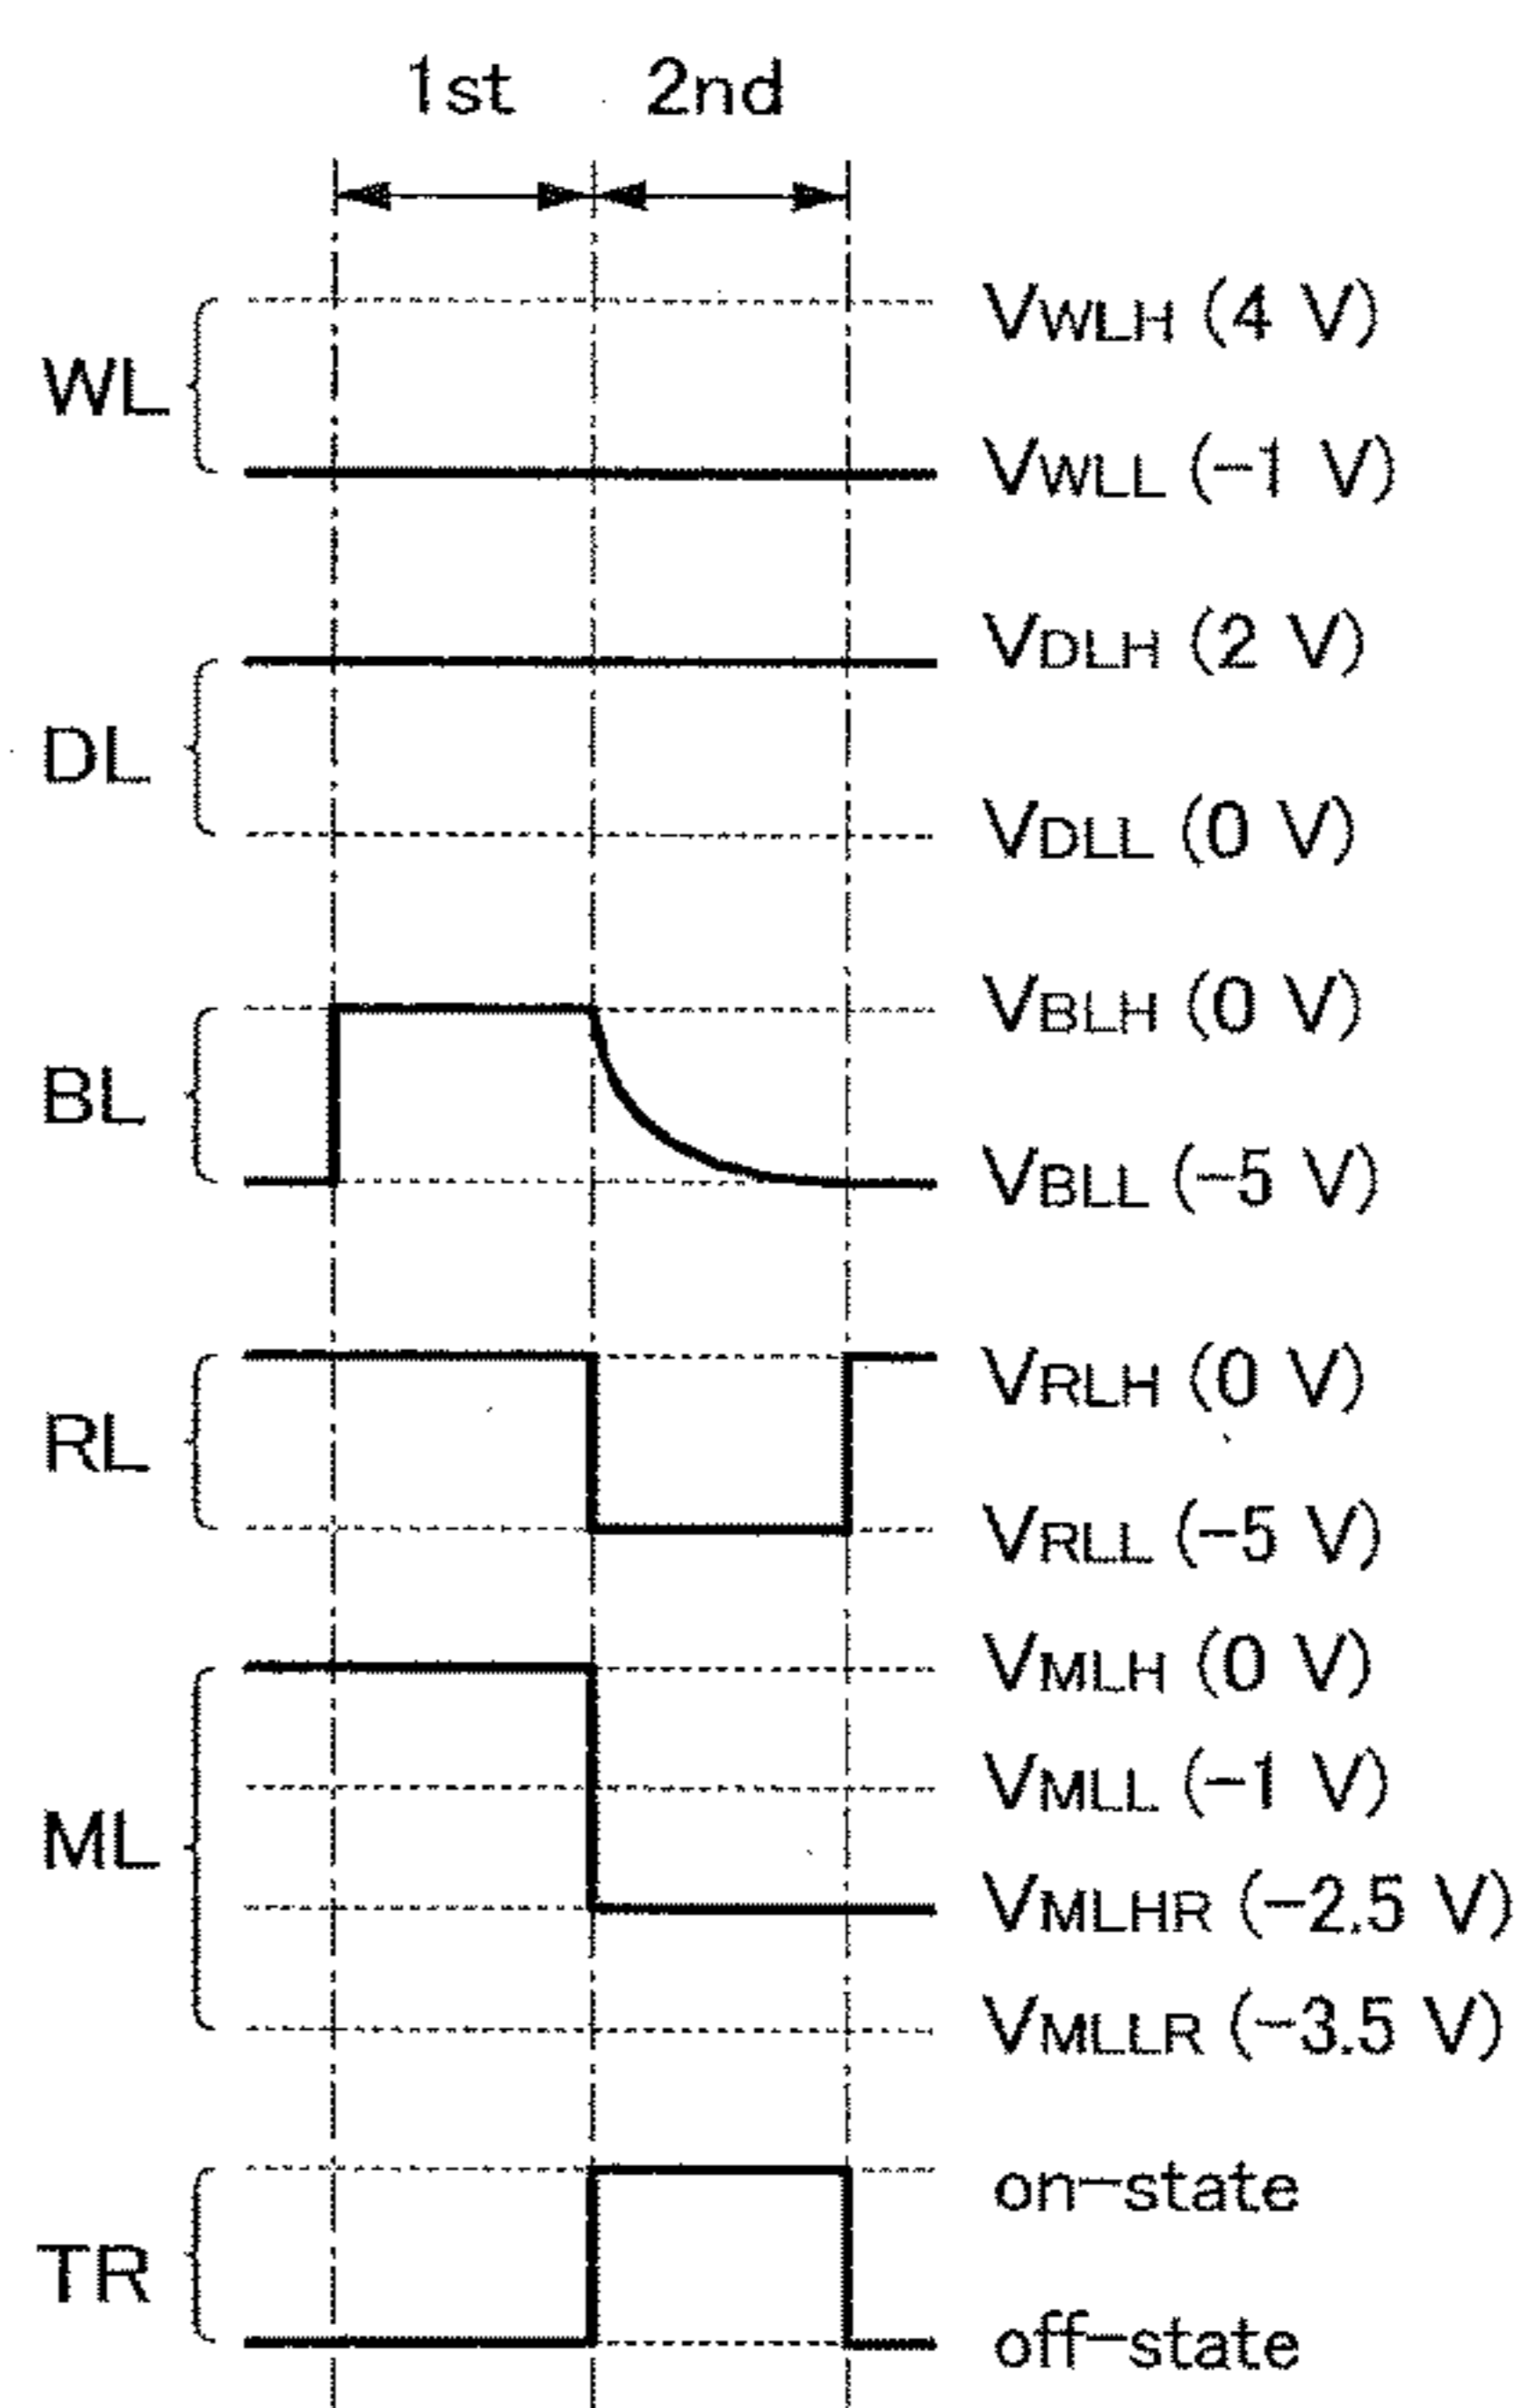 1st 2nd
WL
VWLH (4 V)
VWLL (-1 V)
DL
VDLH (2 V)
VDLL (0 V)
BL
VBLH (0 V)
VBLL (-5 V)
RL
VRLH (0 V)
VRLL (-5 V)
ML
VMLH (0 V)
VMLL (-1 V)
VMLHR (-2.5 V)
VMLLR (-3.5 V)
TR
on-state
off-state